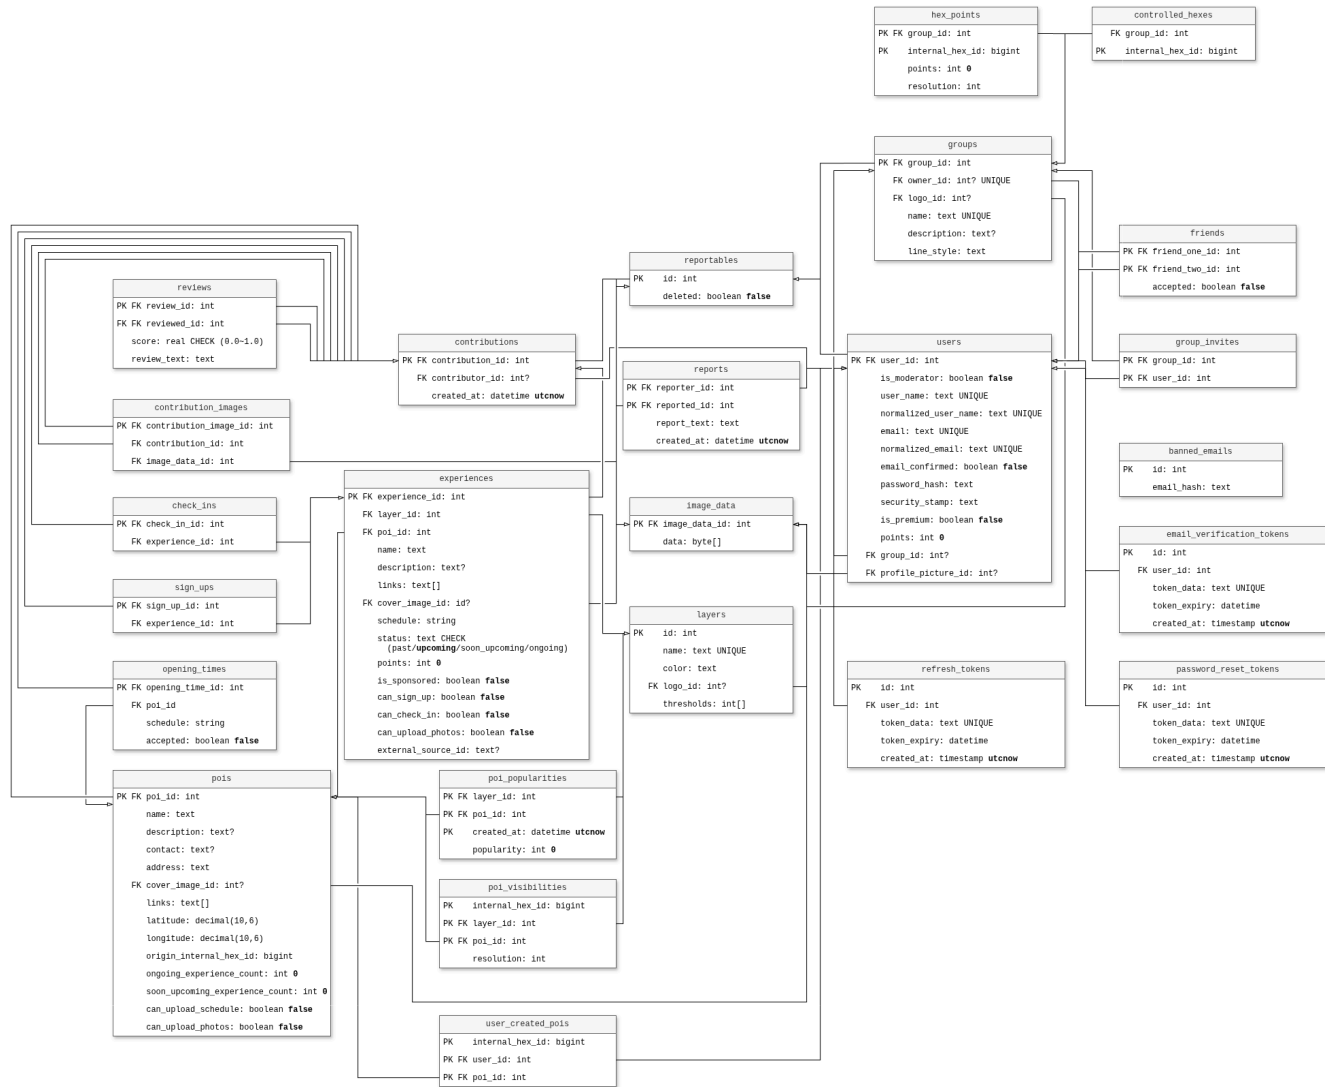 hex_points
PK FK group_id: int
PK internal_hex_id: bigint
points: int 0
resolution: int
controlled_hexes
FK group_id: int
PK internal_hex_id: bigint
groups
PK FK group_id: int
FK owner_id: int? UNIQUE
FK logo_id: int?
name: text UNIQUE
description: text?
line_style: text
friends
PK FK friend_one_id: int
PK FK friend_two_id: int
accepted: boolean false
reportables
PK id: int
deleted: boolean false
reviews
PK FK review_id: int
FK FK reviewed_id: int
score: real CHECK (0.0~1.0)
review_text: text
contributions
PK FK contribution_id: int
FK contributor_id: int?
created_at: datetime utcnow
reports
PK FK reporter_id: int
PK FK reported_id: int
report_text: text
created_at: datetime utcnow
users
PK FK user_id: int
is_moderator: boolean false
user_name: text UNIQUE
normalized_user_name: text UNIQUE
email: text UNIQUE
normalized_email: text UNIQUE
email_confirmed: boolean false
password_hash: text
security_stamp: text
is_premium: boolean false
points: int 0
FK group_id: int?
FK profile_picture_id: int?
group_invites
PK FK group_id: int
PK FK user_id: int
contribution_images
PK FK contribution_image_id: int
FK contribution_id: int
FK image_data_id: int
banned_emails
PK id: int
email_hash: text
experiences
PK FK experience_id: int
FK layer_id: int
FK poi_id: int
name: text
description: text?
links: text[]
FK cover_image_id: id?
schedule: string
status: text CHECK
(past/upcoming/soon_upcoming/ongoing)
points: int 0
is_sponsored: boolean false
can_sign_up: boolean false
can_check_in: boolean false
can_upload_photos: boolean false
external_source_id: text?
check_ins
PK FK check_in_id: int
FK experience_id: int
image_data
PK FK image_data_id: int
data: byte[]
email_verification_tokens
PK id: int
FK user_id: int
token_data: text UNIQUE
token_expiry: datetime
created_at: timestamp utcnow
sign_ups
PK FK sign_up_id: int
FK experience_id: int
layers
PK id: int
name: text UNIQUE
color: text
FK logo_id: int?
thresholds: int[]
opening_times
PK FK opening_time_id: int
FK poi_id
schedule: string
accepted: boolean false
refresh_tokens
PK id: int
FK user_id: int
token_data: text UNIQUE
token_expiry: datetime
created_at: timestamp utcnow
password_reset_tokens
PK id: int
FK user_id: int
token_data: text UNIQUE
token_expiry: datetime
created_at: timestamp utcnow
pois
PK FK poi_id: int
name: text
description: text?
contact: text?
address: text
FK cover_image_id: int?
links: text[]
latitude: decimal(10,6)
longitude: decimal(10,6)
origin_internal_hex_id: bigint
ongoing_experience_count: int 0
soon_upcoming_experience_count: int 0
can_upload_schedule: boolean false
can_upload_photos: boolean false
poi_popularities
PK FK layer_id: int
PK FK poi_id: int
PK created_at: datetime utcnow
popularity: int 0
poi_visibilities
PK internal_hex_id: bigint
PK FK layer_id: int
PK FK poi_id: int
resolution: int
user_created_pois
PK internal_hex_id: bigint
PK FK user_id: int
PK FK poi_id: int